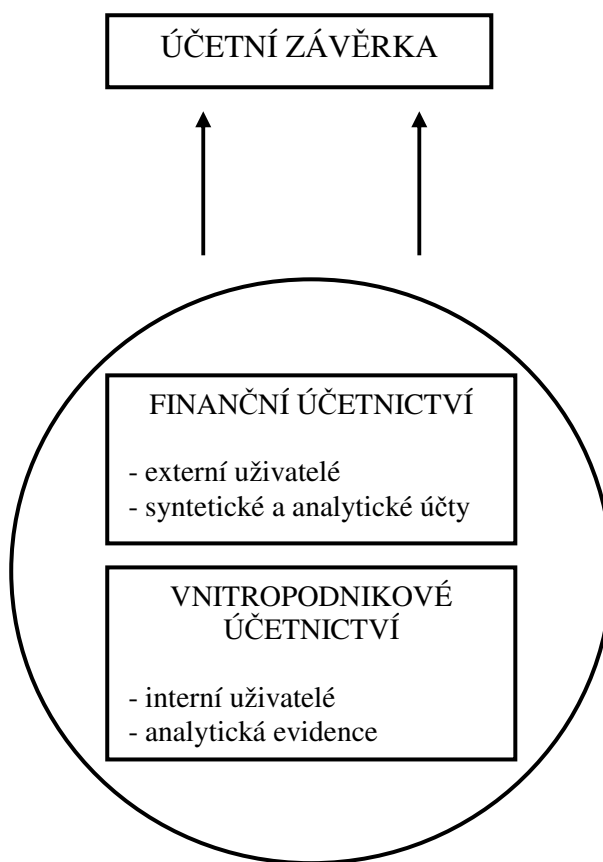 ÚČETNÍ ZÁVĚRKA
FINANČNÍ ÚČETNICTVÍ
- externí uživatelé
- syntetické a analytické účty
VNITROPODNIKOVÉ
ÚČETNICTVÍ
- interní uživatelé
- analytická evidence